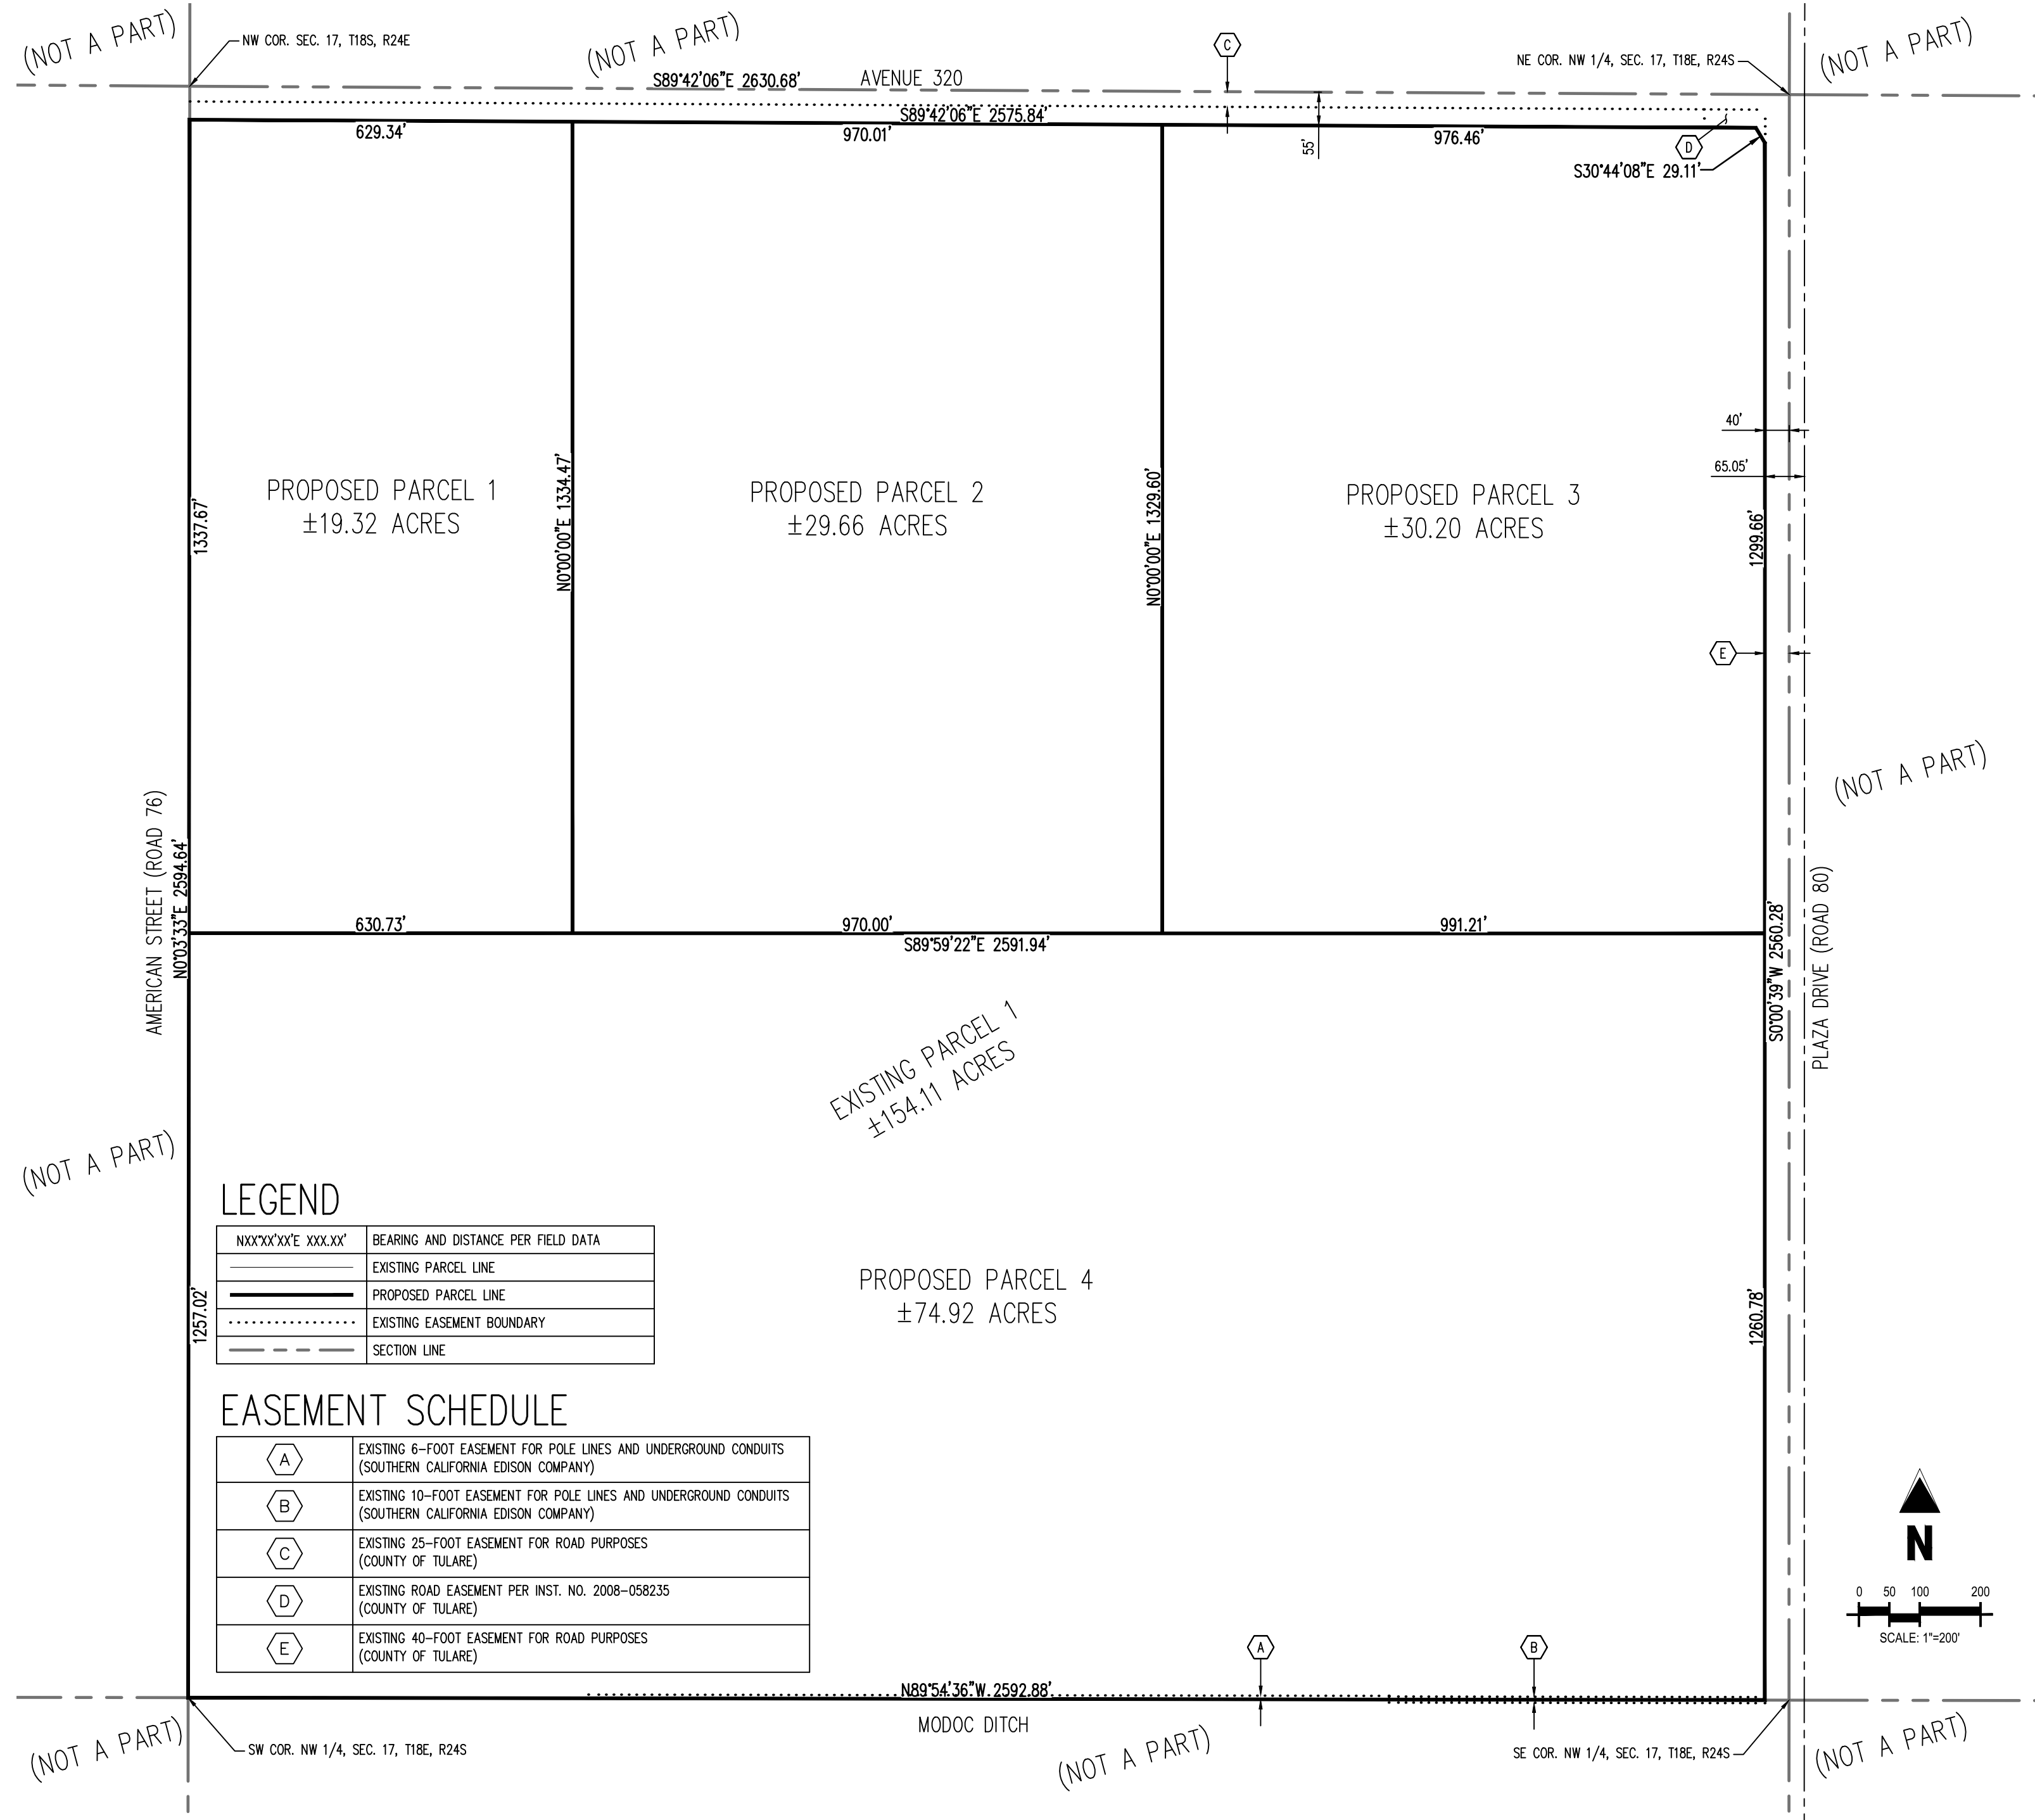 (NOT A PART)
NW COR. SEC. 17, T18S, R24E
(NOT A PART)
S89°42'06"E 2630.68'
AVENUE 320
C
NE COR. NW 1/4, SEC. 17, T18E, R24S
(NOT A PART)
S89°42'06"E 2575.84'
629.34'
970.01'
55'
976.46'
D
S30°44'08"E 29.11'
40'
65.05'
PROPOSED PARCEL 1
±19.32 ACRES
1337.67'
N0°00'00"E 1334.47'
PROPOSED PARCEL 2
±29.66 ACRES
N0°00'00"E 1329.60'
PROPOSED PARCEL 3
±30.20 ACRES
1299.66'
E
(NOT A PART)
AMERICAN STREET (ROAD 76)
N0°03'33"E 2594.64'
630.73'
970.00'
991.21'
S89°59'22"E 2591.94'
S0°00'39"W 2560.28'
PLAZA DRIVE (ROAD 80)
EXISTING PARCEL 1
±154.11 ACRES
(NOT A PART)
PROPOSED PARCEL 4
±74.92 ACRES
1257.02'
1260.78'
LEGEND
NXX°XX'XX'E XXX.XX' BEARING AND DISTANCE PER FIELD DATA
EXISTING PARCEL LINE
PROPOSED PARCEL LINE
EXISTING EASEMENT BOUNDARY
SECTION LINE
EASEMENT SCHEDULE
A
EXISTING 6-FOOT EASEMENT FOR POLE LINES AND UNDERGROUND CONDUITS
(SOUTHERN CALIFORNIA EDISON COMPANY)
B
EXISTING 10-FOOT EASEMENT FOR POLE LINES AND UNDERGROUND CONDUITS
(SOUTHERN CALIFORNIA EDISON COMPANY)
C
EXISTING 25-FOOT EASEMENT FOR ROAD PURPOSES
(COUNTY OF TULARE)
D
EXISTING ROAD EASEMENT PER INST. NO. 2008-058235
(COUNTY OF TULARE)
E
EXISTING 40-FOOT EASEMENT FOR ROAD PURPOSES
(COUNTY OF TULARE)
N
0 50 100 200
SCALE: 1"=200'
A
B
N89°54'36"W 2592.88'
MODOC DITCH
(NOT A PART)
SW COR. NW 1/4, SEC. 17, T18E, R24S
(NOT A PART)
SE COR. NW 1/4, SEC. 17, T18E, R24S
(NOT A PART)